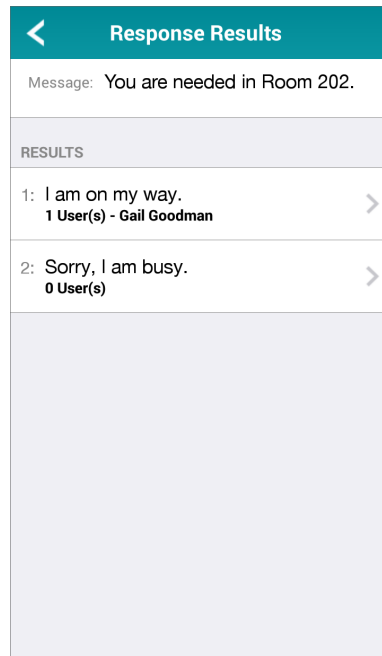 Response Results
Message: You are needed in Room 202.
RESULTS
1: I am on my way.
1 User(s) - Gail Goodman
2: Sorry, I am busy.
0 User(s)